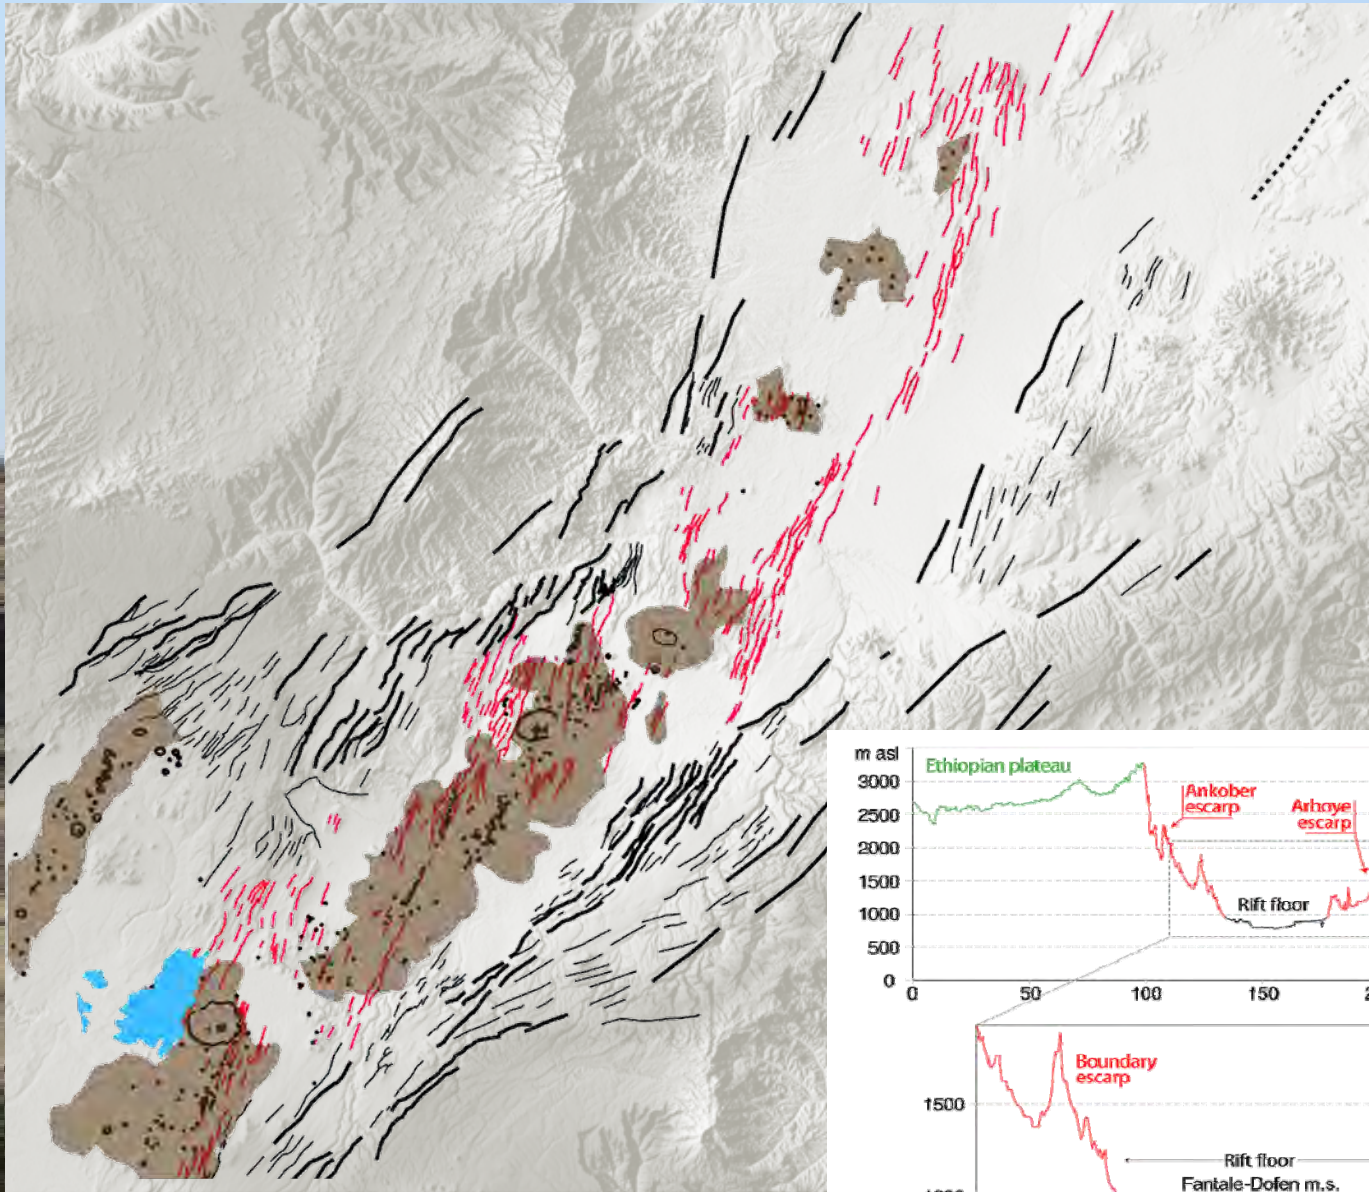 m asl
3000
2500
2000
1500
1000
500
0
Ethiopian plateau
Ankober
escarp
Arhoye
escarp
Rift floor
0
50
100
150
1500
Boundary
escarp
Rift floor
Fantale-Dofen m.s.